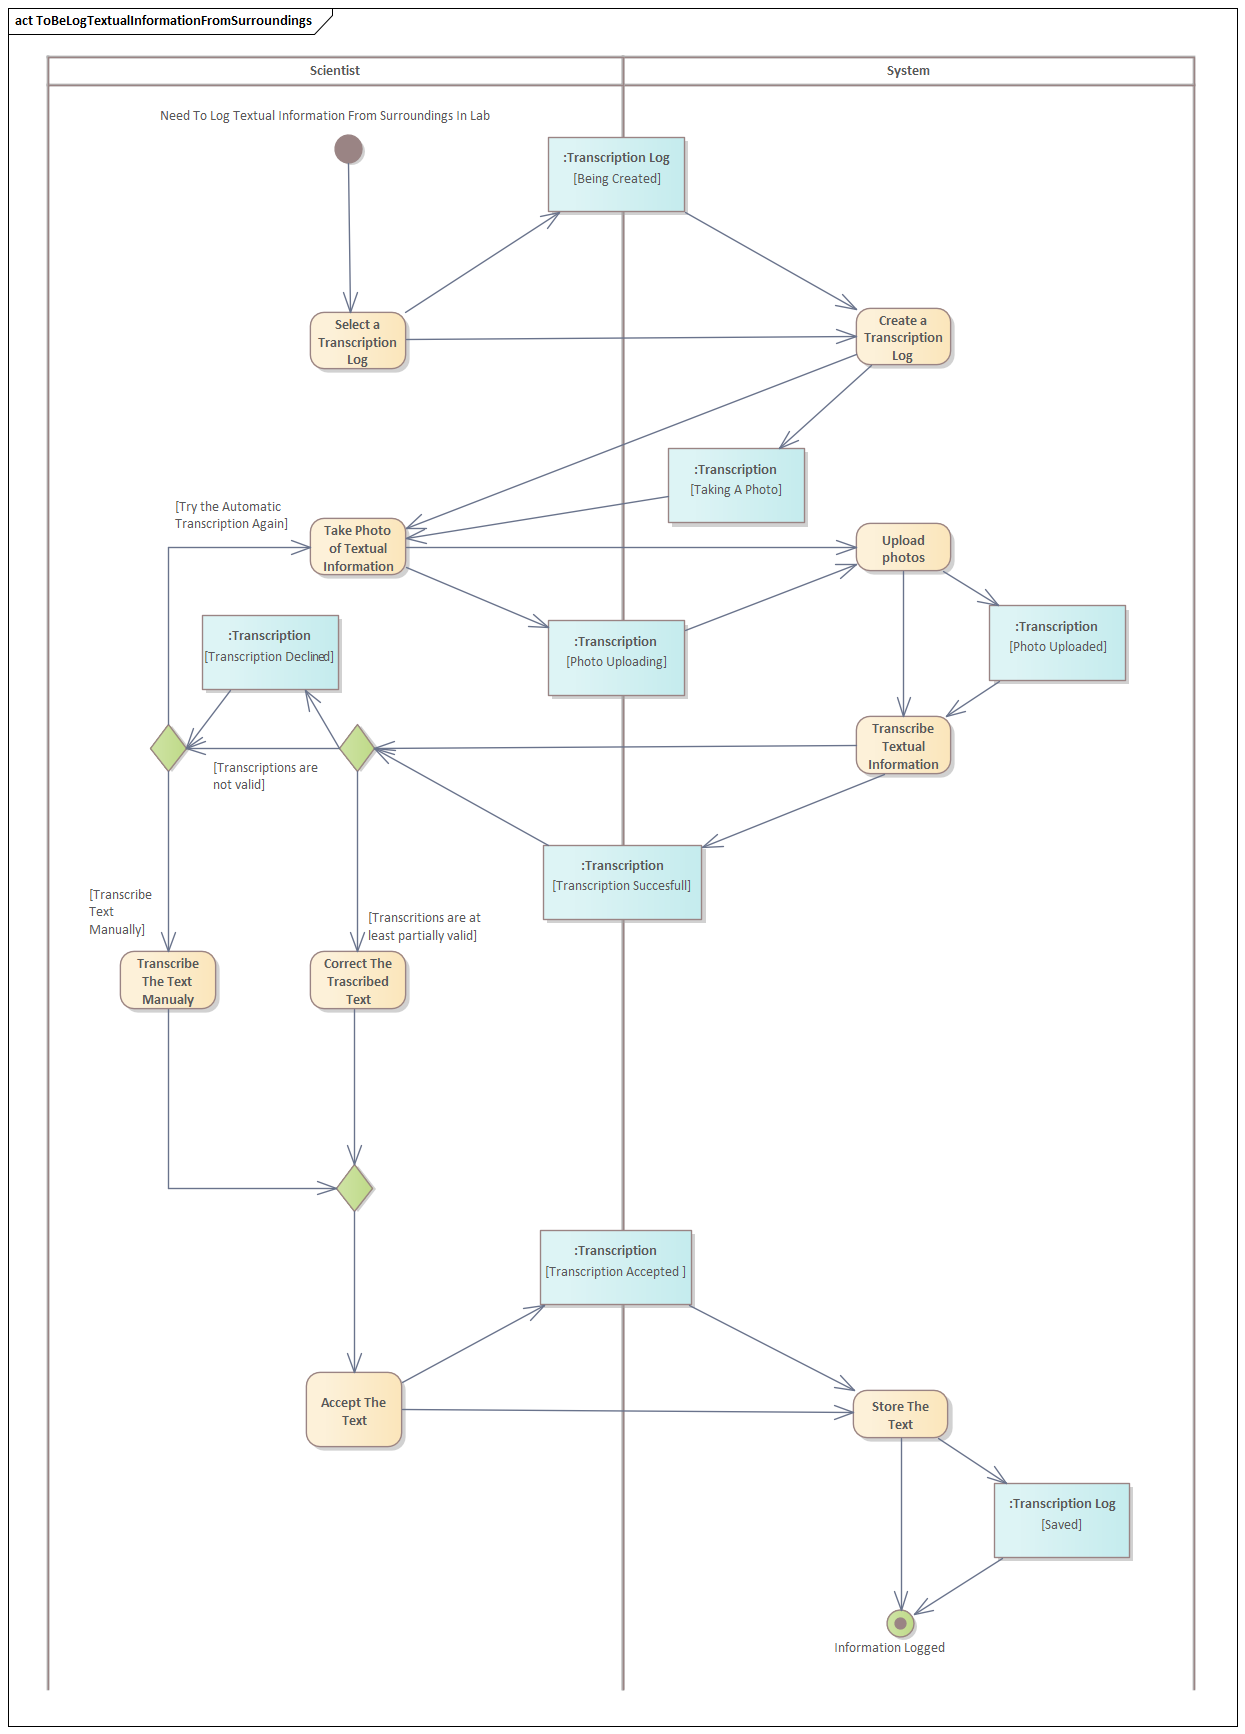 act ToBeLogTextualInformationFromSurroundings
Scientist
System
Need To Log Textual Information From Surroundings In Lab
:Transcription Log
[Being Created]
Select a
Transcription
Log
Create a
Transcription
Log
:Transcription
[Taking A Photo]
[Try the Automatic
Transcription Again]
Take Photo
of Textual
Information
Upload
photos
:Transcription
[Transcription Declined]
:Transcription
[Photo Uploading]
:Transcription
[Photo Uploaded]
Transcribe
Textual
Information
[Transcriptions are
not valid]
:Transcription
[Transcription Succesfull]
[Transcribe
Text
Manually]
[Transcritions are at
least partially valid]
Transcribe
The Text
Manualy
Correct The
Trascribed
Text
:Transcription
[Transcription Accepted ]
Accept The
Text
Store The
Text
:Transcription Log
[Saved]
Information Logged